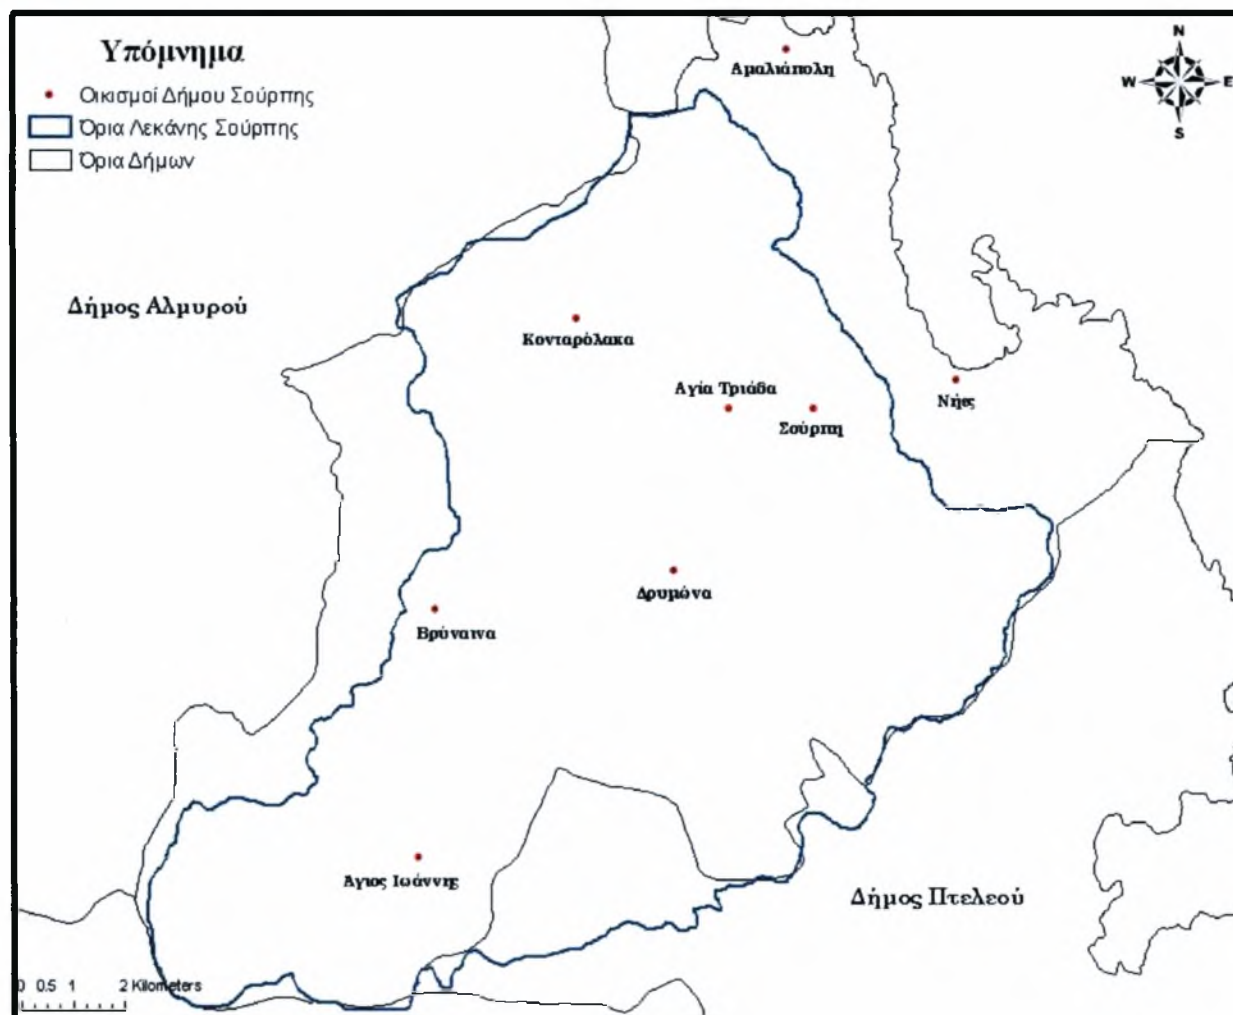 Υπόμνημα
Οικισμοί Δήμου Σούρπης
Όρια Λεκάνης Σούρπης
Όρια Δήμων
Αμαλιάπολη
N
W E
S
Δήμος Αλμυρού
Κονταρόλακα
Αγία Τριάδα
Σούρπη
Νήες
Δρυμώνα
Βρύναινα
Άγιος Ιωάννης
Δήμος Πτελεού
0 0.5 1 2 Kilometers